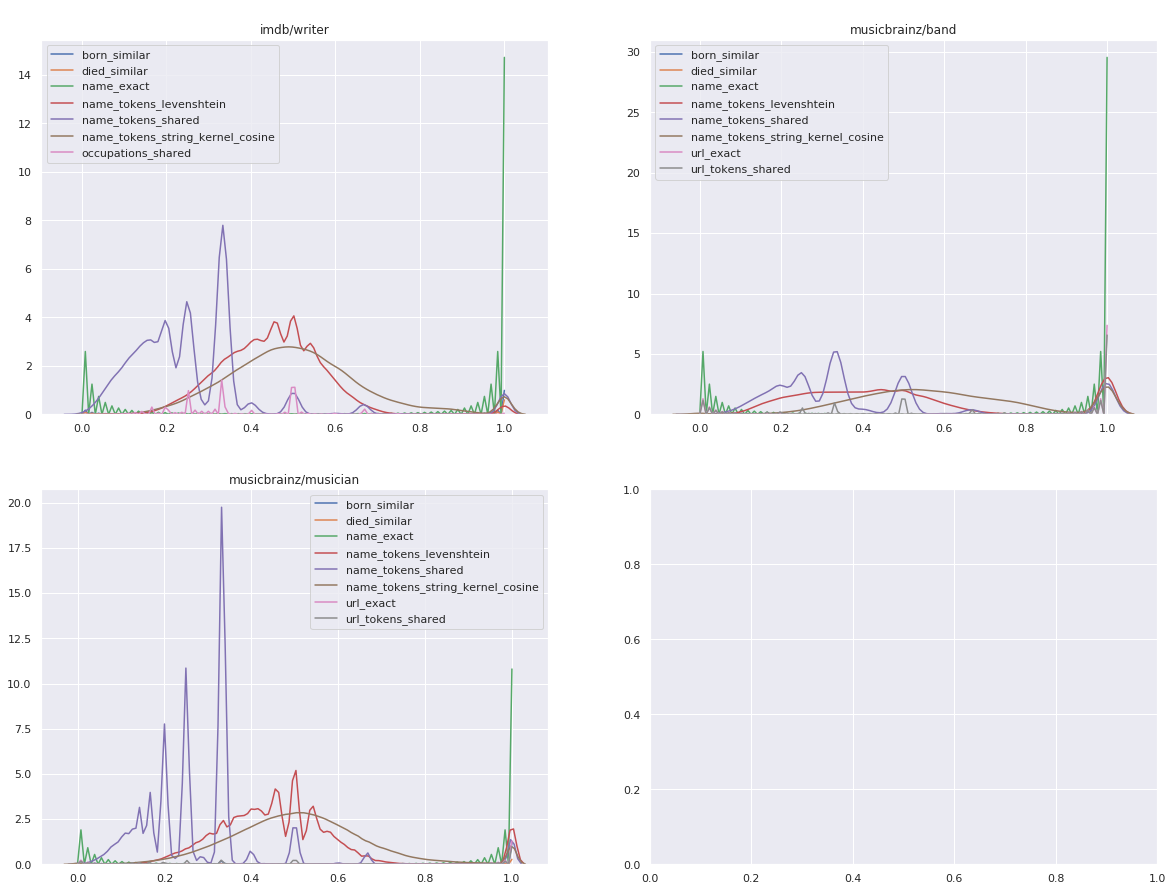 imdb/writer
born_similar
died_similar
name_exact
name_tokens_levenshtein
name_tokens_shared
name_tokens_string_kernel_cosine
occupations_shared
14
12
10
8
6
4
2
0
0.0 0.2 0.4 0.6 0.8 1.0
musicbrainz/band
born_similar
died_similar
name_exact
name_tokens_levenshtein
name_tokens_shared
name_tokens_string_kernel_cosine
url_exact
url_tokens_shared
30
25
20
15
10
5
0
0.0 0.2 0.4 0.6 0.8 1.0
musicbrainz/musician
born_similar
died_similar
name_exact
name_tokens_levenshtein
name_tokens_shared
name_tokens_string_kernel_cosine
url_exact
url_tokens_shared
20.0
17.5
15.0
12.5
10.0
7.5
5.0
2.5
0.0
0.0 0.2 0.4 0.6 0.8 1.0
1.0
0.8
0.6
0.4
0.2
0.0
0.0 0.2 0.4 0.6 0.8 1.0